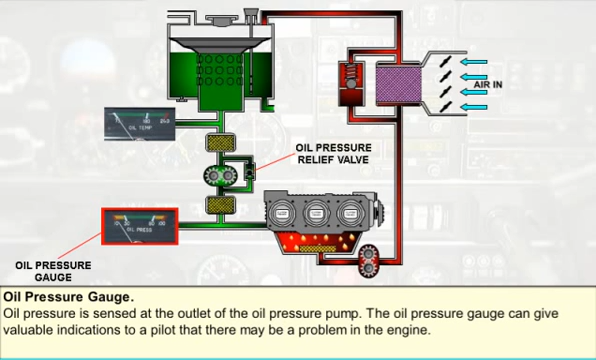 AIR IN
OIL TEMP
OIL PRESSURE
RELIEF VALVE
OIL PRESS
OIL PRESSURE
GAUGE
Oil Pressure Gauge.
Oil pressure is sensed at the outlet of the oil pressure pump. The oil pressure gauge can give
valuable indications to a pilot that there may be a problem in the engine.